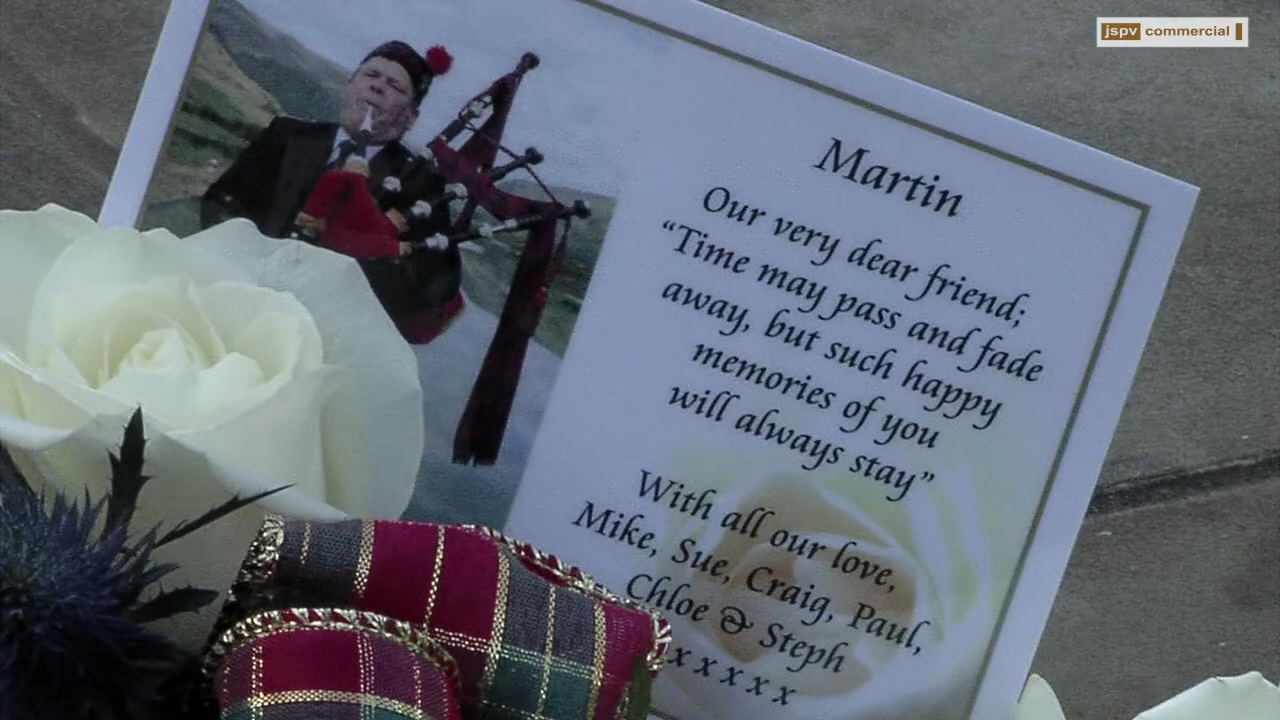 jspv commercial
Martin
Our very dear friend;
“Time may pass and fade
away, but such happy
memories of you
will always stay”
With all our love,
Mike, Sue, Craig, Paul,
Chloe & Steph
x x x x x x